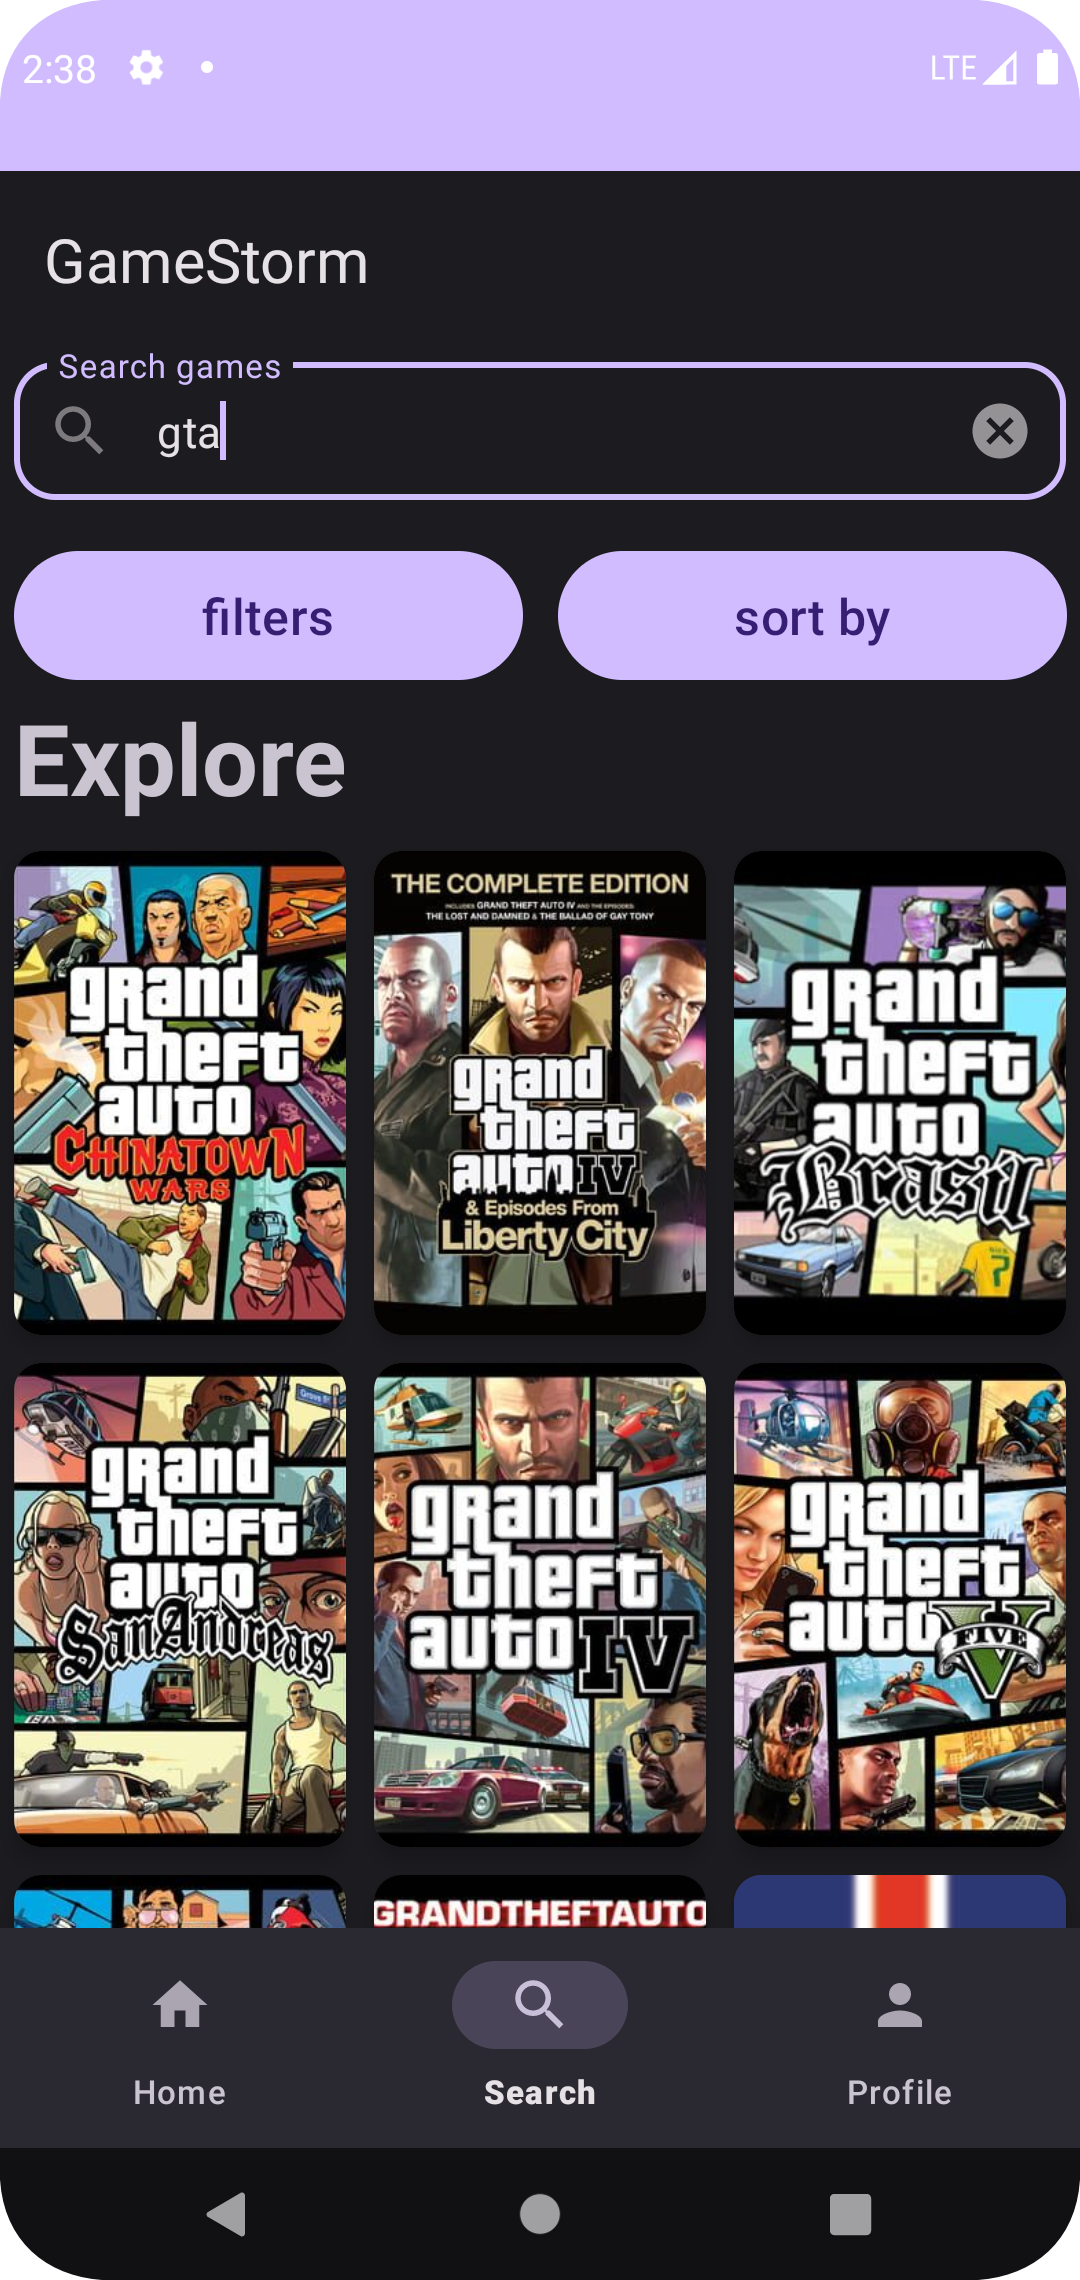 2:38
LTE
GameStorm
Search games
gta
filters
sort by
Explore
grand
theft
auto
CHINATOWN
WARS
THE COMPLETE EDITION
INCLUDES GRAND THEFT AUTO IV AND THE EPISODES:
THE LOST AND DAMNED & THE BALLAD OF GAY TONY
grand
theft
auto IV
& Episodes From
Liberty City
grand
theft
auto
Brasil
grand
theft
auto
San Andreas
grand
theft
auto IV
grand
theft
auto V
FIVE
GRANDTHEFTAUTO
Home
Search
Profile